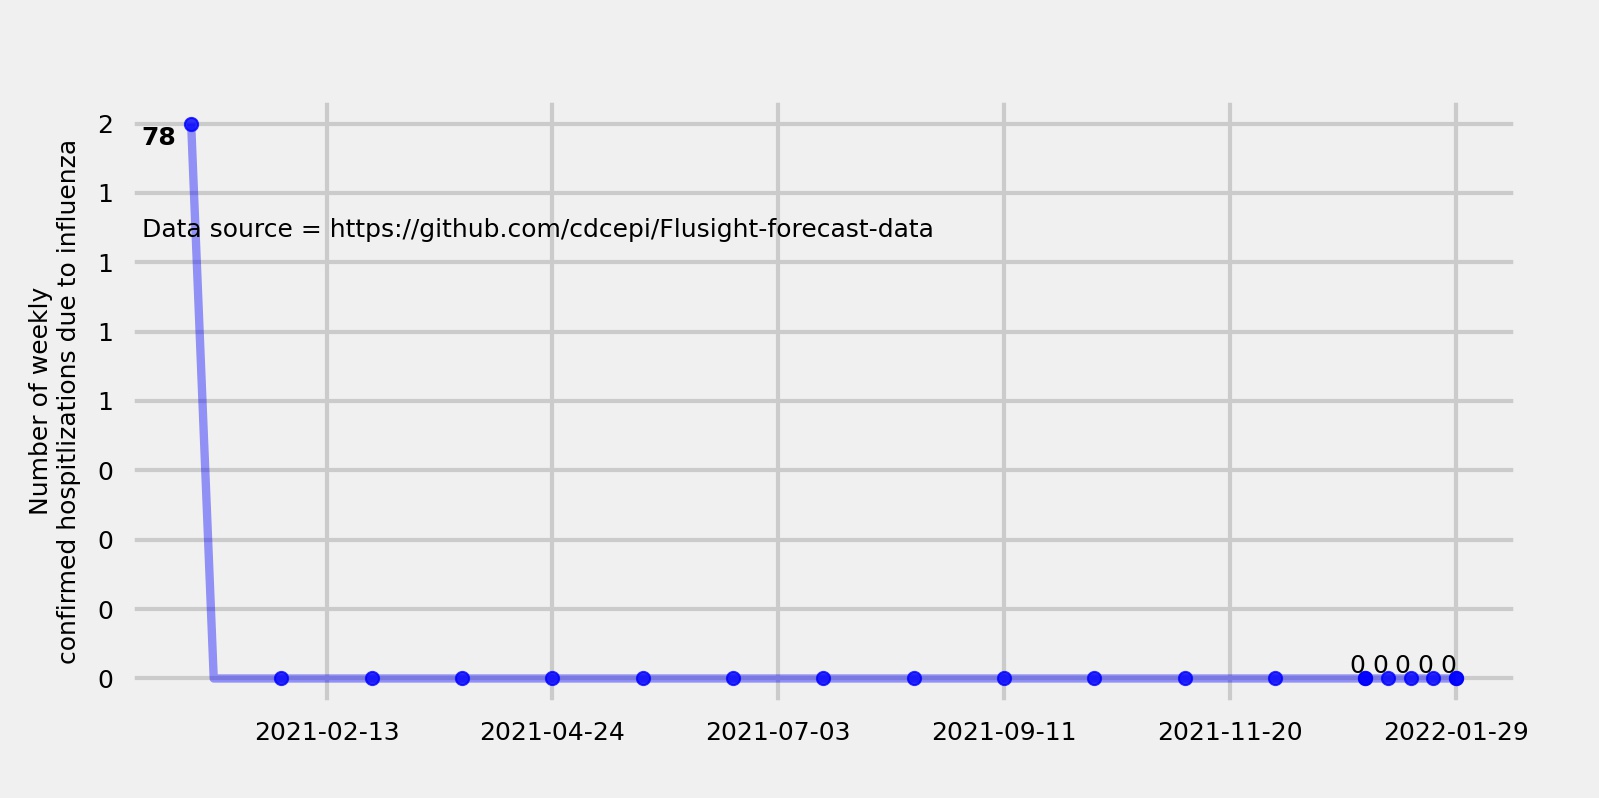 2
78
1
Data source = https://github.com/cdcepi/Flusight-forecast-data
1
1
1
0
0
0
0
0 0 0 0 0
Number of weekly
confirmed hospitlizations due to influenza
2021-02-13 2021-04-24 2021-07-03 2021-09-11 2021-11-20 2022-01-29